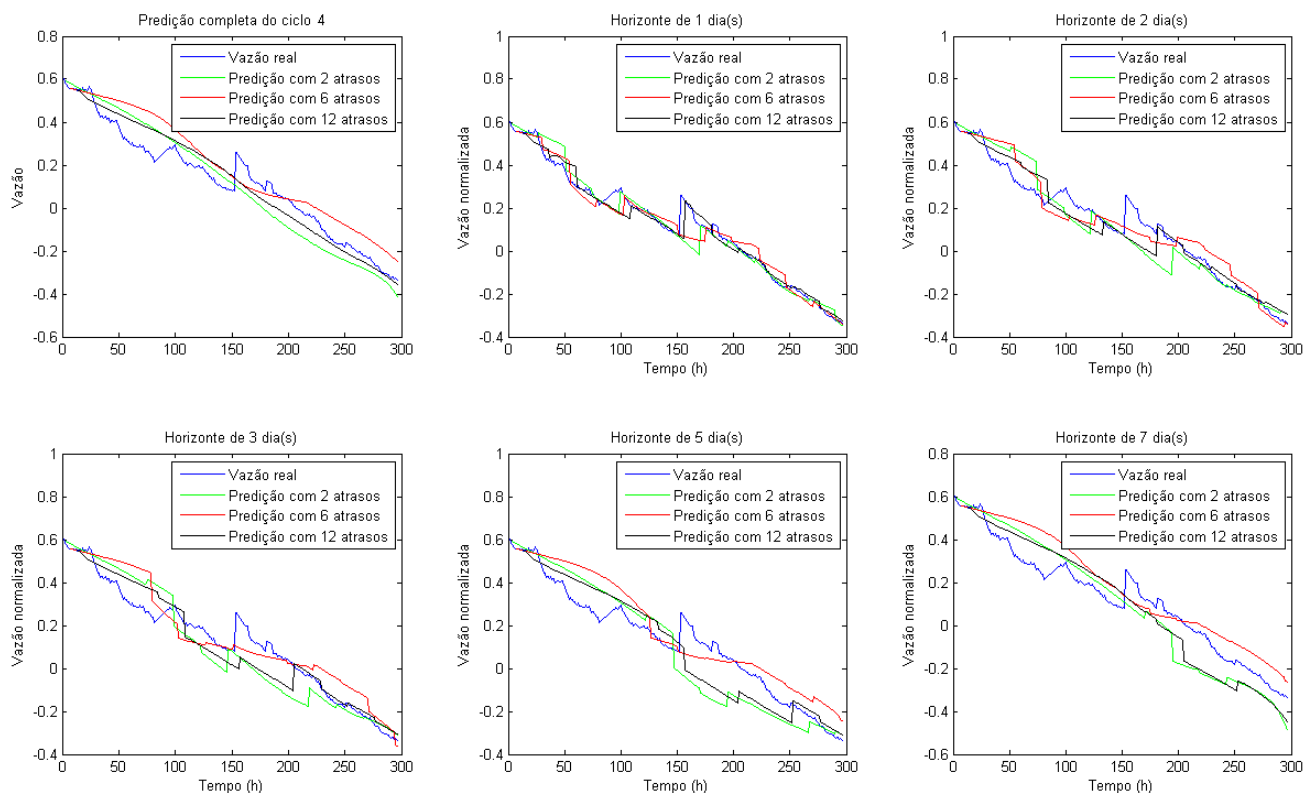 Predição completa do ciclo 4
0.8
0.6
0.4
0.2
0
-0.2
-0.4
-0.6
Vazão
0 50 100 150 200 250 300
Vazão real
Predição com 2 atrasos
Predição com 6 atrasos
Predição com 12 atrasos
Horizonte de 1 dia(s)
1
0.8
0.6
0.4
0.2
0
-0.2
-0.4
Vazão normalizada
0 50 100 150 200 250 300
Tempo (h)
Vazão real
Predição com 2 atrasos
Predição com 6 atrasos
Predição com 12 atrasos
Horizonte de 2 dia(s)
1
0.8
0.6
0.4
0.2
0
-0.2
-0.4
Vazão normalizada
0 50 100 150 200 250 300
Tempo (h)
Vazão real
Predição com 2 atrasos
Predição com 6 atrasos
Predição com 12 atrasos
Horizonte de 3 dia(s)
1
0.8
0.6
0.4
0.2
0
-0.2
-0.4
Vazão normalizada
0 50 100 150 200 250 300
Tempo (h)
Vazão real
Predição com 2 atrasos
Predição com 6 atrasos
Predição com 12 atrasos
Horizonte de 5 dia(s)
1
0.8
0.6
0.4
0.2
0
-0.2
-0.4
Vazão normalizada
0 50 100 150 200 250 300
Tempo (h)
Vazão real
Predição com 2 atrasos
Predição com 6 atrasos
Predição com 12 atrasos
Horizonte de 7 dia(s)
0.8
0.6
0.4
0.2
0
-0.2
-0.4
-0.6
Vazão normalizada
0 50 100 150 200 250 300
Tempo (h)
Vazão real
Predição com 2 atrasos
Predição com 6 atrasos
Predição com 12 atrasos